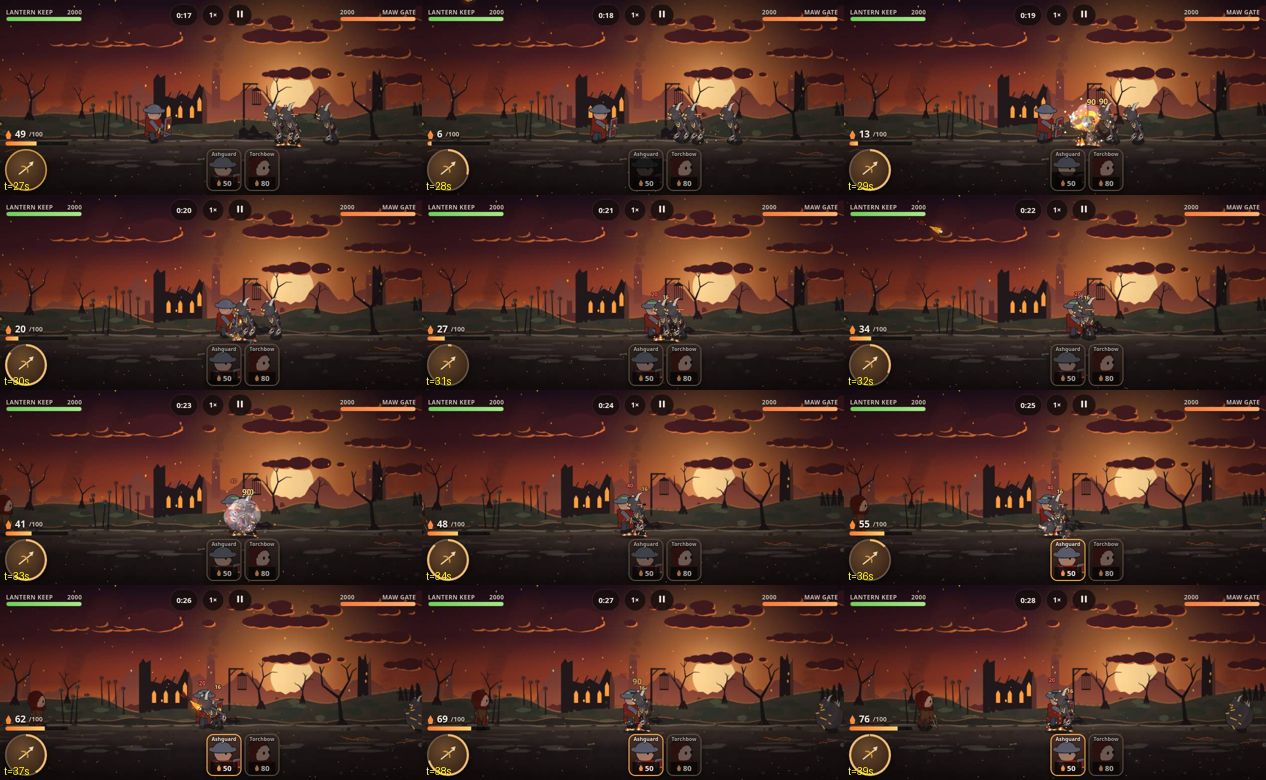 LANTERN KEEP 2000 0:17 1× 2000 MAW GATE
49 /100
Ashguard Torchbow
50 80
t=27s
LANTERN KEEP 2000 0:18 1× 2000 MAW GATE
6 /100
Ashguard Torchbow
50 80
t=28s
LANTERN KEEP 2000 0:19 1× 2000 MAW GATE
90 90
13 /100
Ashguard Torchbow
50 80
t=29s
LANTERN KEEP 2000 0:20 1× 2000 MAW GATE
20 /100
Ashguard Torchbow
50 80
t=30s
LANTERN KEEP 2000 0:21 1× 2000 MAW GATE
27 /100
Ashguard Torchbow
50 80
t=31s
LANTERN KEEP 2000 0:22 1× 2000 MAW GATE
34 /100
Ashguard Torchbow
50 80
t=32s
LANTERN KEEP 2000 0:23 1× 2000 MAW GATE
90
41 /100
Ashguard Torchbow
50 80
t=33s
LANTERN KEEP 2000 0:24 1× 2000 MAW GATE
48 /100
Ashguard Torchbow
50 80
t=34s
LANTERN KEEP 2000 0:25 1× 2000 MAW GATE
55 /100
Ashguard Torchbow
50 80
t=36s
LANTERN KEEP 2000 0:26 1× 2000 MAW GATE
20 16
62 /100
Ashguard Torchbow
50 80
t=37s
LANTERN KEEP 2000 0:27 1× 2000 MAW GATE
90
69 /100
Ashguard Torchbow
50 80
t=38s
LANTERN KEEP 2000 0:28 1× 2000 MAW GATE
76 /100
Ashguard Torchbow
50 80
t=39s